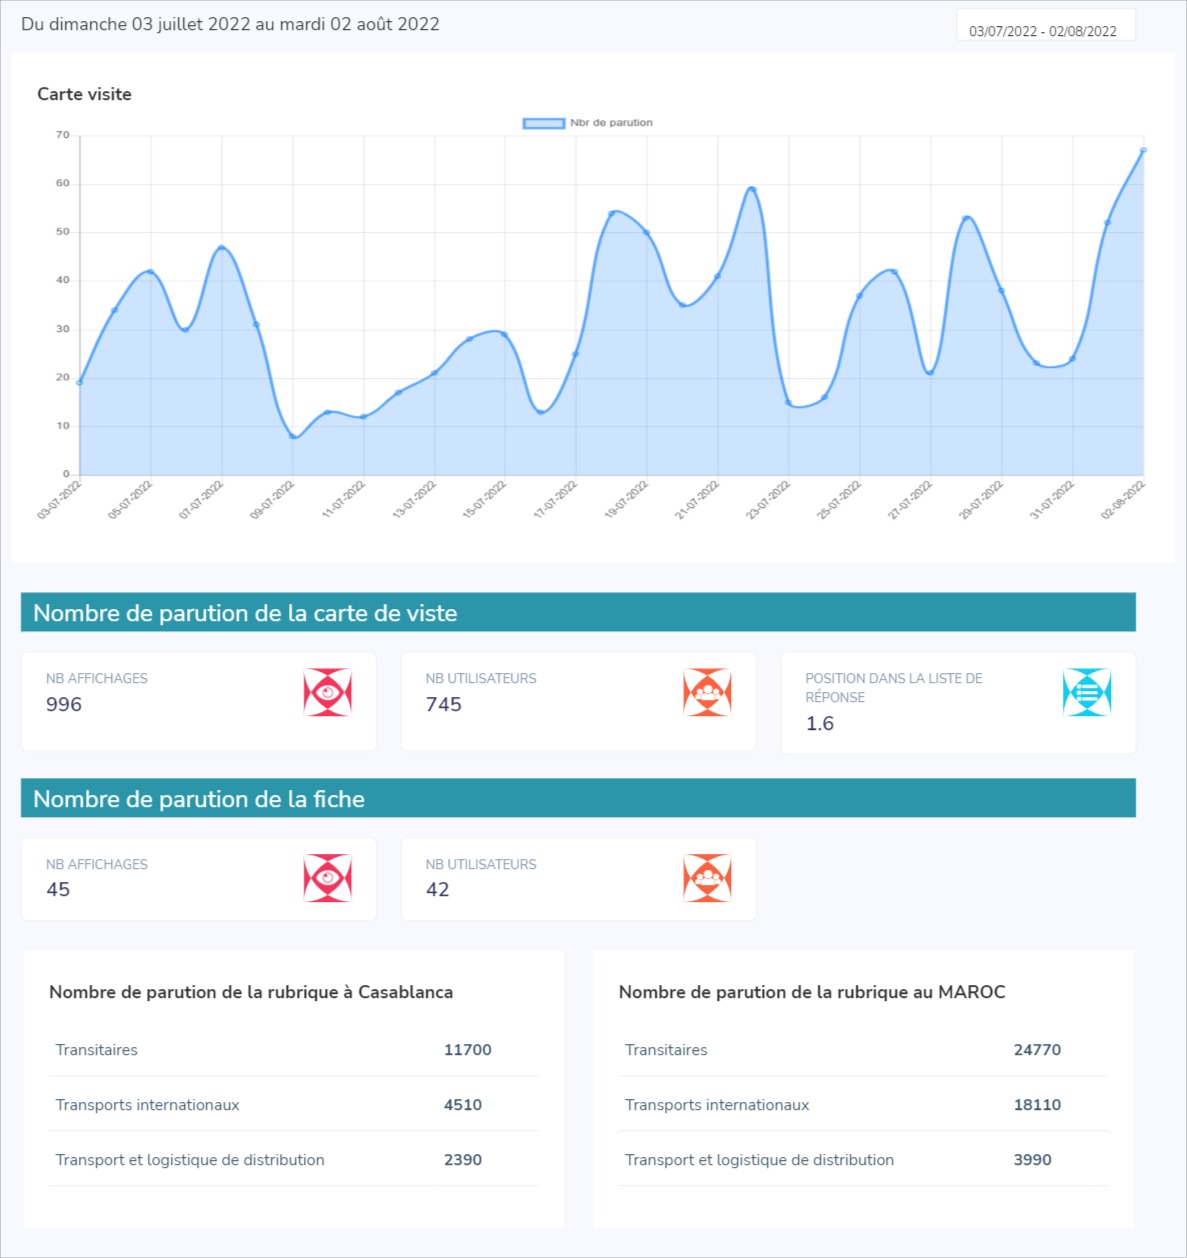 Du dimanche 03 juillet 2022 au mardi 02 août 2022
03/07/2022 - 02/08/2022
Carte visite
Nbr de parution
70
60
50
40
30
20
10
0
03-07-2022
05-07-2022
07-07-2022
09-07-2022
11-07-2022
13-07-2022
15-07-2022
17-07-2022
19-07-2022
21-07-2022
23-07-2022
25-07-2022
27-07-2022
29-07-2022
31-07-2022
02-08-2022
Nombre de parution de la carte de viste
NB AFFICHAGES
996
NB UTILISATEURS
745
POSITION DANS LA LISTE DE
RÉPONSE
1.6
Nombre de parution de la fiche
NB AFFICHAGES
45
NB UTILISATEURS
42
Nombre de parution de la rubrique à Casablanca
Transitaires 11700
Transports internationaux 4510
Transport et logistique de distribution 2390
Nombre de parution de la rubrique au MAROC
Transitaires 24770
Transports internationaux 18110
Transport et logistique de distribution 3990